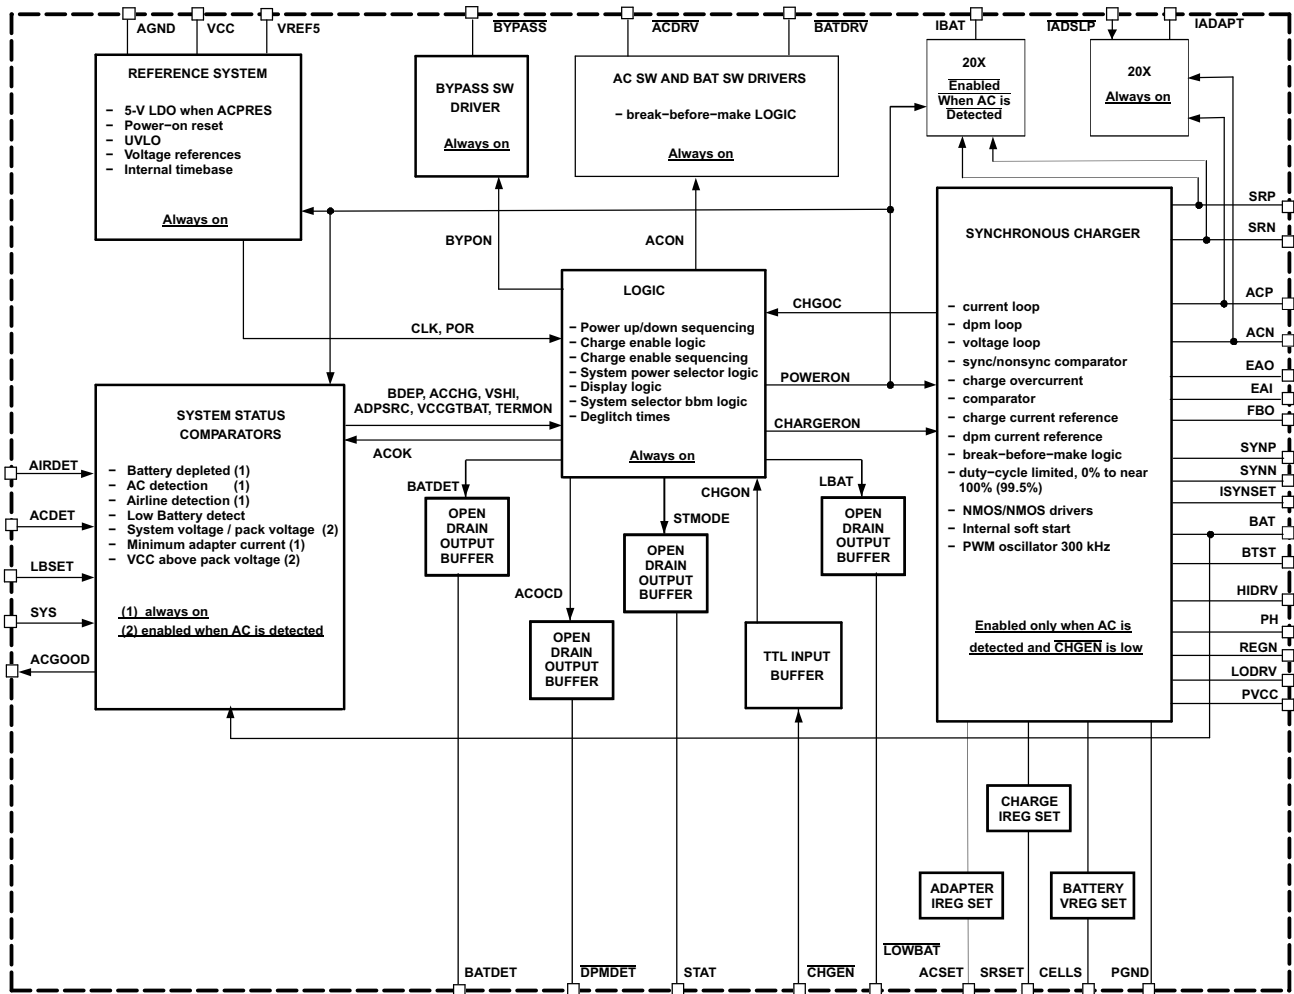 AGND
VCC
VREF5
BYPASS
ACDRV
BATDRV
IBAT
IADSLP
IADAPT
REFERENCE SYSTEM
− 5-V LDO when ACPRES
− Power−on reset
− UVLO
− Voltage references
− Internal timebase
Always on
BYPASS SW
DRIVER
Always on
AC SW AND BAT SW DRIVERS
− break−before−make LOGIC
Always on
20X
Enabled
When AC is
Detected
20X
Always on
BYPON
ACON
CLK, POR
LOGIC
− Power up/down sequencing
− Charge enable logic
− Charge enable sequencing
− System power selector logic
− Display logic
− System selector bbm logic
− Deglitch times
Always on
CHGOC
POWERON
CHARGERON
SYNCHRONOUS CHARGER
− current loop
− dpm loop
− voltage loop
− sync/nonsync comparator
− charge overcurrent
− comparator
− charge current reference
− dpm current reference
− break−before−make logic
− duty−cycle limited, 0% to near
100% (99.5%)
− NMOS/NMOS drivers
− Internal soft start
− PWM oscillator 300 kHz
Enabled only when AC is
detected and CHGEN is low
SRP
SRN
ACP
ACN
EAO
EAI
FBO
SYNP
SYNN
ISYNSET
BAT
BTST
HIDRV
PH
REGN
LODRV
PVCC
BDEP, ACCHG, VSHI,
ADPSRC, VCCGTBAT, TERMON
ACOK
SYSTEM STATUS
COMPARATORS
− Battery depleted (1)
− AC detection (1)
− Airline detection (1)
− Low Battery detect
− System voltage / pack voltage (2)
− Minimum adapter current (1)
− VCC above pack voltage (2)
(1) always on
(2) enabled when AC is detected
AIRDET
ACDET
LBSET
SYS
ACGOOD
BATDET
OPEN
DRAIN
OUTPUT
BUFFER
ACOCD
OPEN
DRAIN
OUTPUT
BUFFER
STMODE
OPEN
DRAIN
OUTPUT
BUFFER
CHGON
TTL INPUT
BUFFER
LBAT
OPEN
DRAIN
OUTPUT
BUFFER
CHARGE
IREG SET
ADAPTER
IREG SET
BATTERY
VREG SET
BATDET
DPMDET
STAT
CHGEN
LOWBAT
ACSET
SRSET
CELLS
PGND